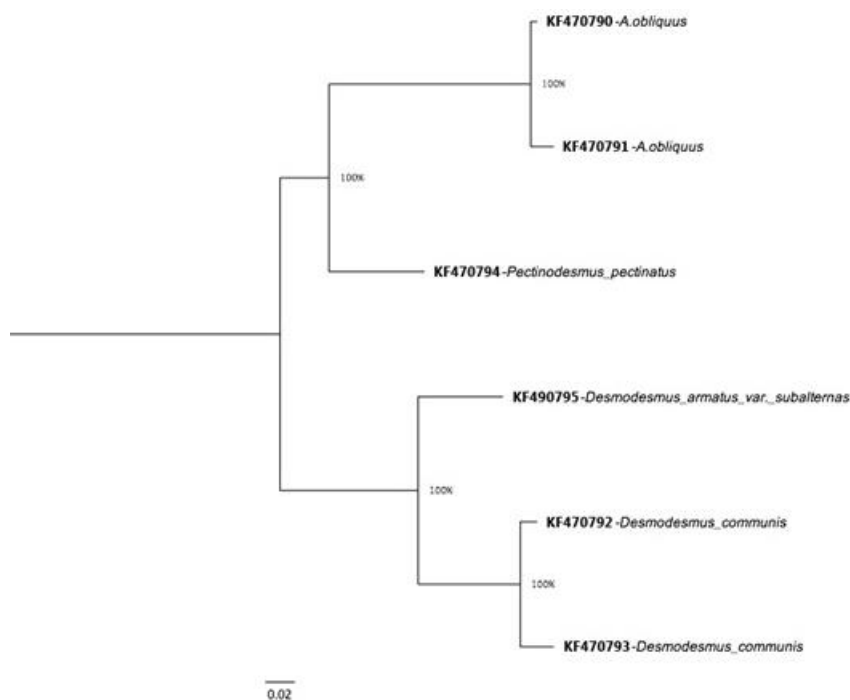 KF470790-A.obliquus
100%
KF470791-A.obliquus
100%
KF470794-Pectinodesmus_pectinatus
KF490795-Desmodesmus_armatus_var._subalternas
100%
KF470792-Desmodesmus_communis
100%
KF470793-Desmodesmus_communis
0.02